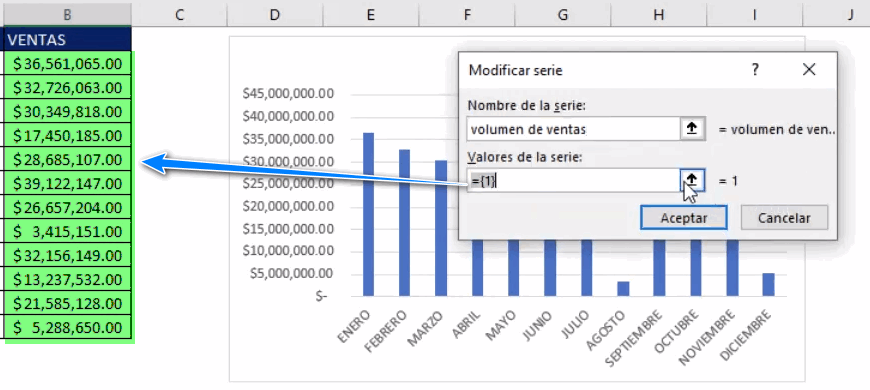 B C D E F G H I J
VENTAS
$36,561,065.00
$32,726,063.00
$30,349,818.00
$17,450,185.00
$28,685,107.00
$39,122,147.00
$26,657,204.00
$ 3,415,151.00
$32,156,149.00
$13,237,532.00
$21,585,128.00
$ 5,288,650.00
$45,000,000.00
$40,000,000.00
$35,000,000.00
$30,000,000.00
$25,000,000.00
$20,000,000.00
$15,000,000.00
$10,000,000.00
$5,000,000.00
$-
ENERO
FEBRERO
MARZO
ABRIL
MAYO
JUNIO
JULIO
AGOSTO
SEPTIEMBRE
OCTUBRE
NOVIEMBRE
DICIEMBRE
Modificar serie ?
Nombre de la serie:
volumen de ventas = volumen de ven..
Valores de la serie:
={1} = 1
Aceptar Cancelar